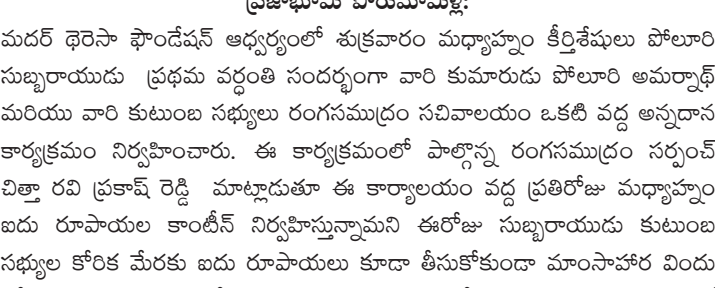 ప్రజాభూమి పోరుమామిళ్ల:
మదర్ థెరెసా ఫౌండేషన్ ఆధ్వర్యంలో శుక్రవారం మధ్యాహ్నం కీర్తిశేషులు పోలూరి
సుబ్బరాయుడు ప్రథమ వర్ధంతి సందర్భంగా వారి కుమారుడు పోలూరి అమర్నాథ్
మరియు వారి కుటుంబ సభ్యులు రంగసముద్రం సచివాలయం ఒకటి వద్ద అన్నదాన
కార్యక్రమం నిర్వహించారు. ఈ కార్యక్రమంలో పాల్గొన్న రంగసముద్రం సర్పంచ్
చిత్తా రవి ప్రకాష్ రెడ్డి మాట్లాడుతూ ఈ కార్యాలయం వద్ద ప్రతిరోజు మధ్యాహ్నం
ఐదు రూపాయల కాంటీన్ నిర్వహిస్తున్నామని ఈరోజు సుబ్బరాయుడు కుటుంబ
సభ్యుల కోరిక మేరకు ఐదు రూపాయలు కూడా తీసుకోకుండా మాంసాహార విందు